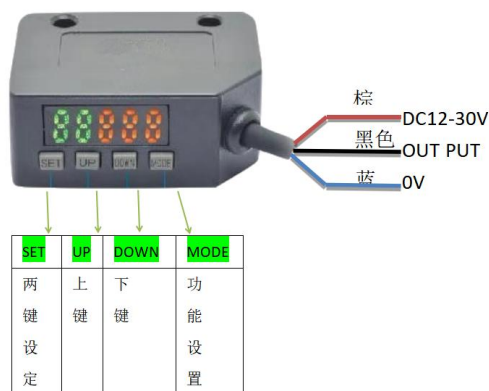 棕
DC12-30V
黑色
OUT PUT
蓝
0V
88888
SET UP DOWN MODE
SET UP DOWN MODE
两键设定 上键 下键 功能设置